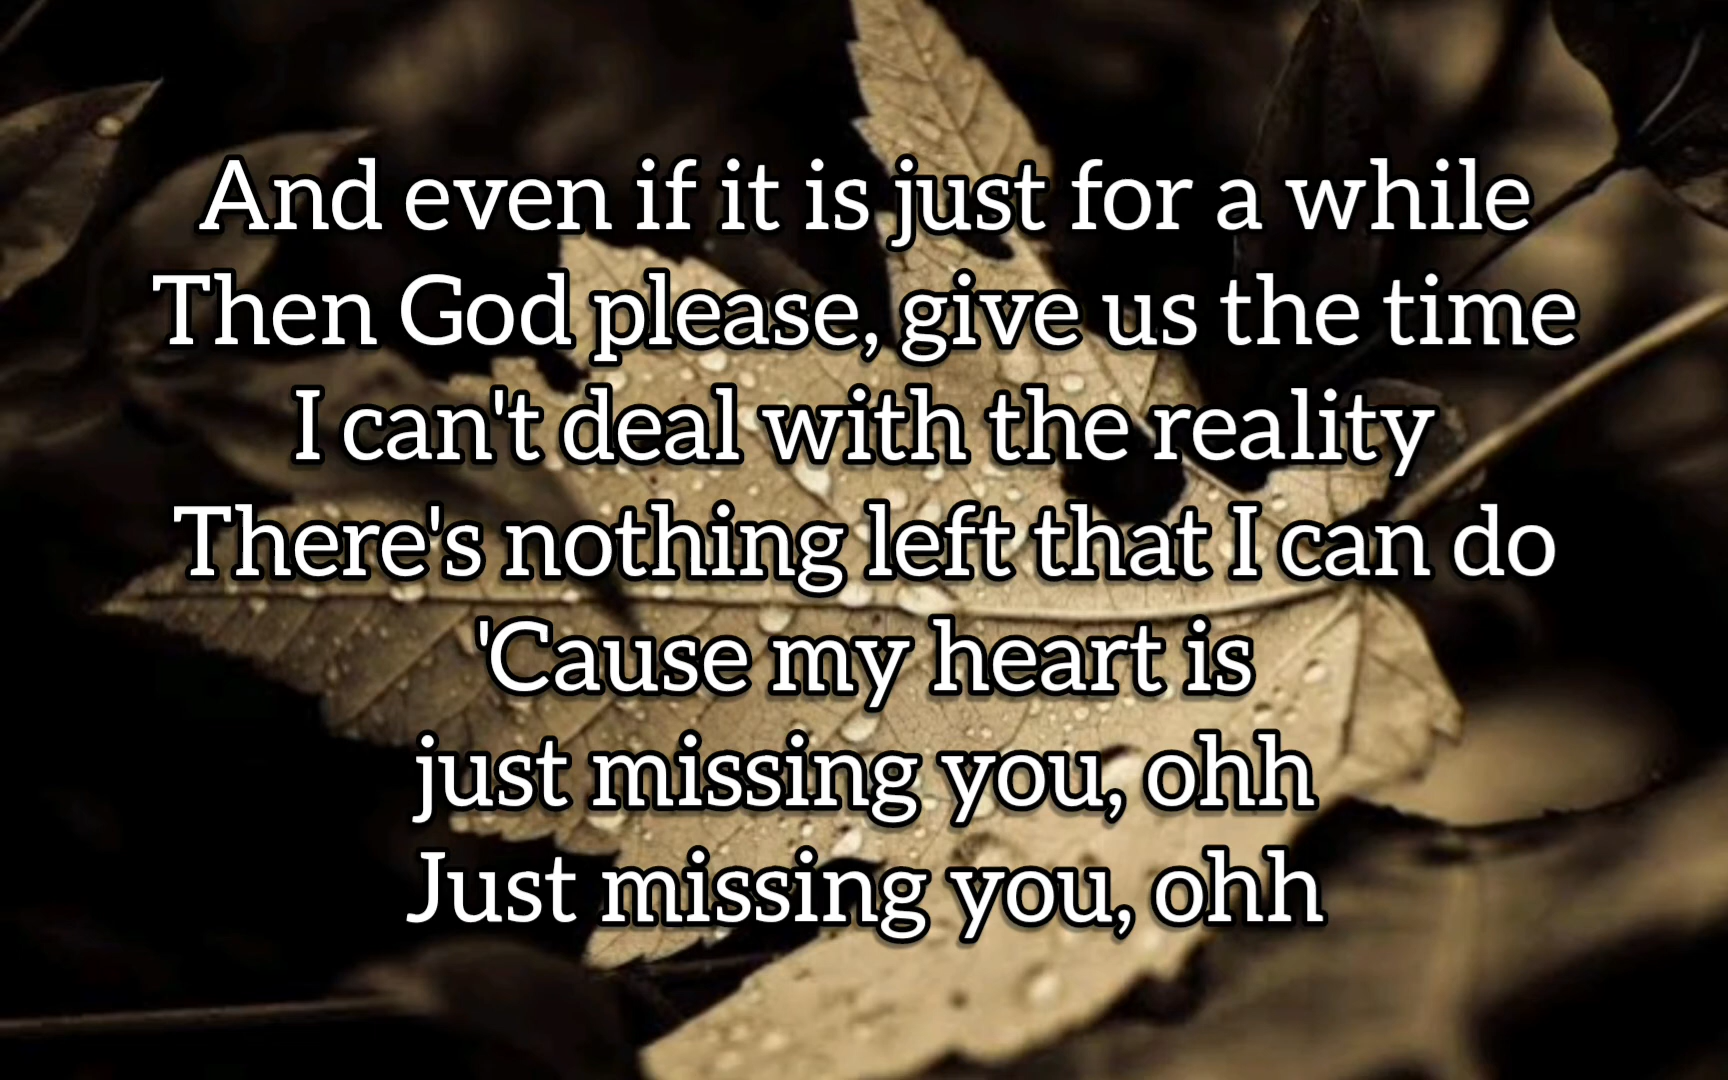 And even if it is just for a while
Then God please, give us the time
I can't deal with the reality
There's nothing left that I can do
'Cause my heart is
just missing you, ohh
Just missing you, ohh